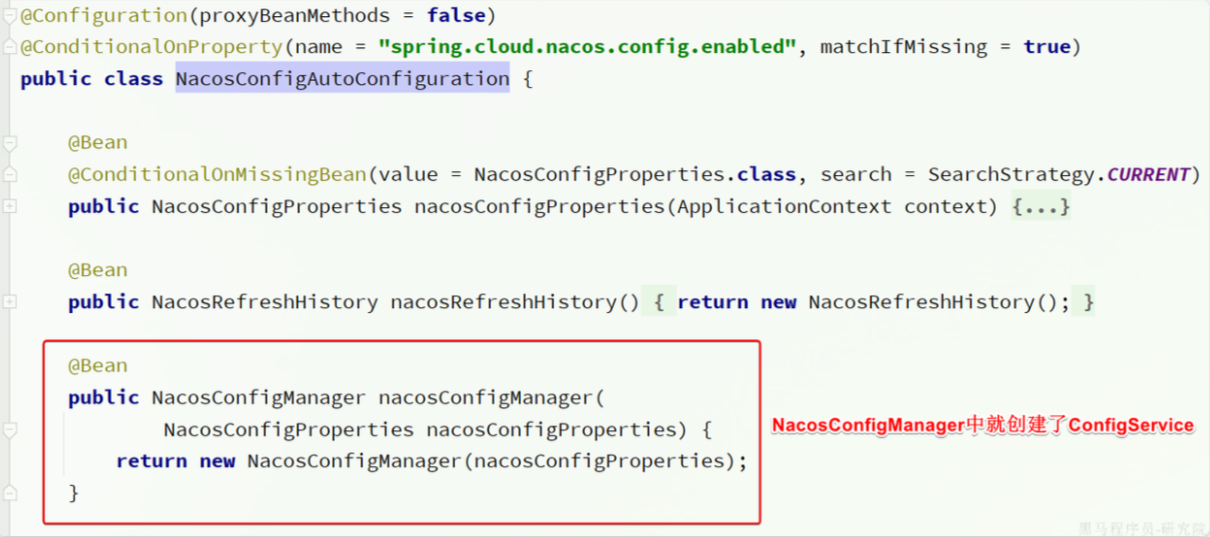 @Configuration(proxyBeanMethods = false)
@ConditionalOnProperty(name = "spring.cloud.nacos.config.enabled", matchIfMissing = true)
public class NacosConfigAutoConfiguration {
@Bean
@ConditionalOnMissingBean(value = NacosConfigProperties.class, search = SearchStrategy.CURRENT)
public NacosConfigProperties nacosConfigProperties(ApplicationContext context) {...}
@Bean
public NacosRefreshHistory nacosRefreshHistory() { return new NacosRefreshHistory(); }
@Bean
public NacosConfigManager nacosConfigManager(
NacosConfigProperties nacosConfigProperties) {
return new NacosConfigManager(nacosConfigProperties);
}
NacosConfigManager中就创建了ConfigService
黑马程序员-研究院